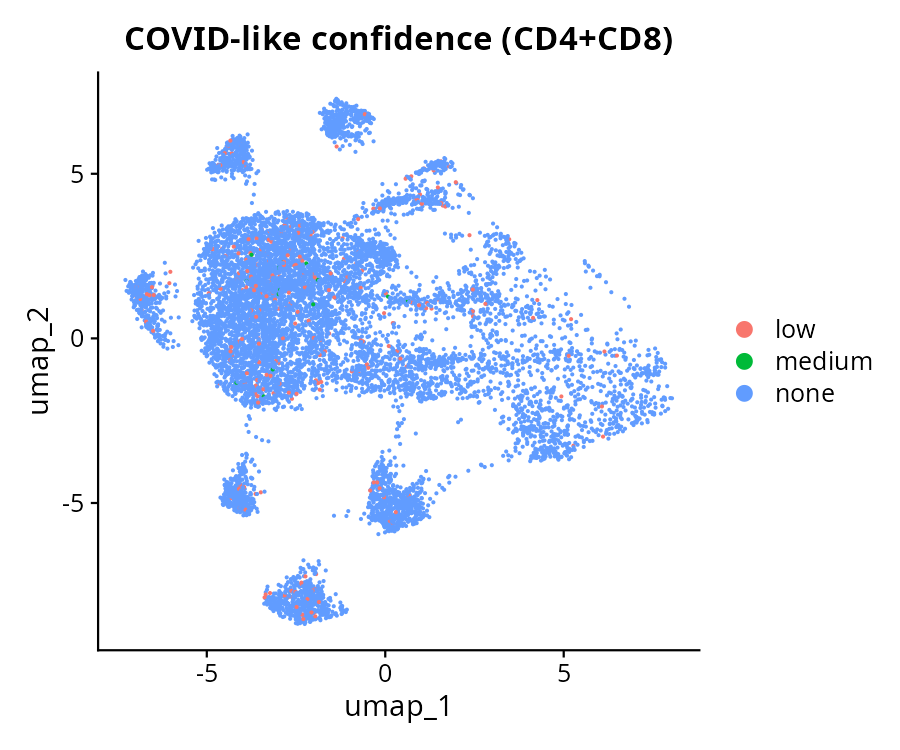 COVID-like confidence (CD4+CD8)
umap_2
5
0
-5
-5
0
5
umap_1
low
medium
none